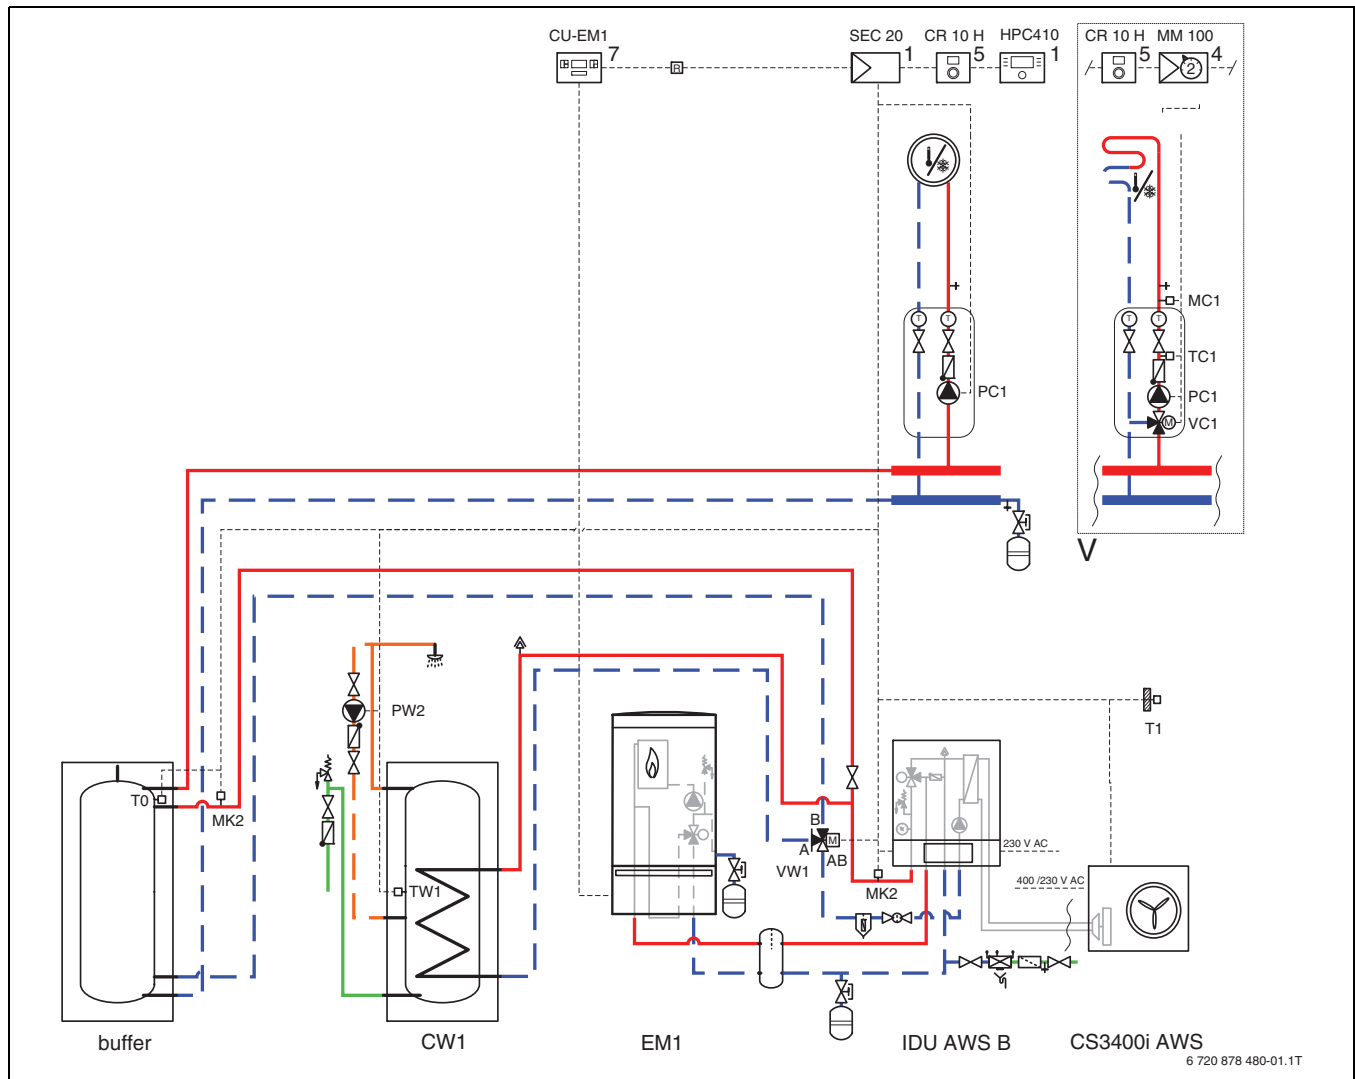 CU-EM1
7
R
SEC 20
1
CR 10 H
5
HPC410
1
CR 10 H
5
MM 100
2
4
MC1
T
T
T
T
TC1
PC1
PC1
VC1
M
V
PW2
T1
T0
MK2
B
M
A
AB
VW1
230 V AC
TW1
MK2
400 /230 V AC
buffer
CW1
EM1
IDU AWS B
CS3400i AWS
6 720 878 480-01.1T